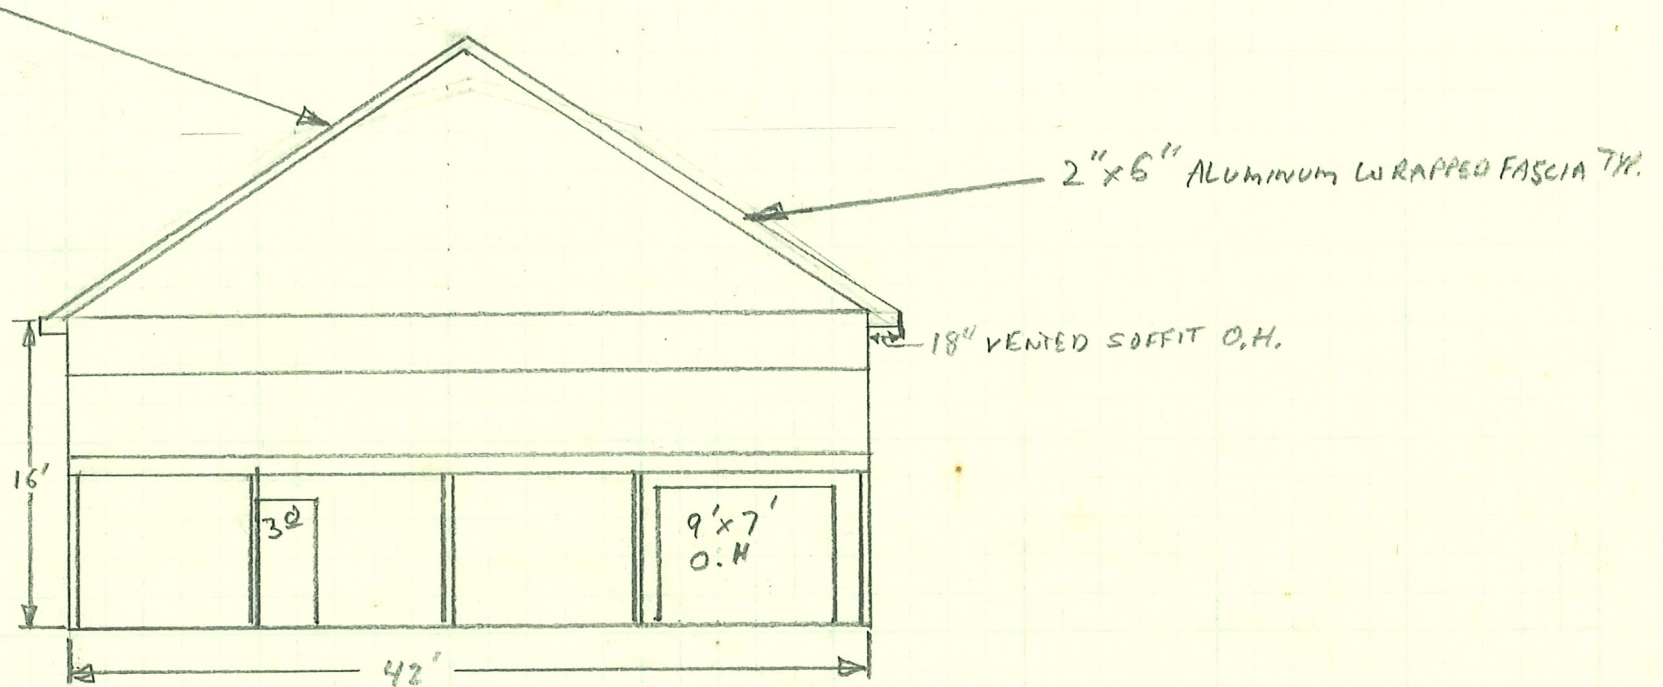 2"x6" ALUMINUM WRAPPED FASCIA TYP.
18" VENTED SOFFIT O.H.
16'
3⁰
9'x7'
O.H
42'